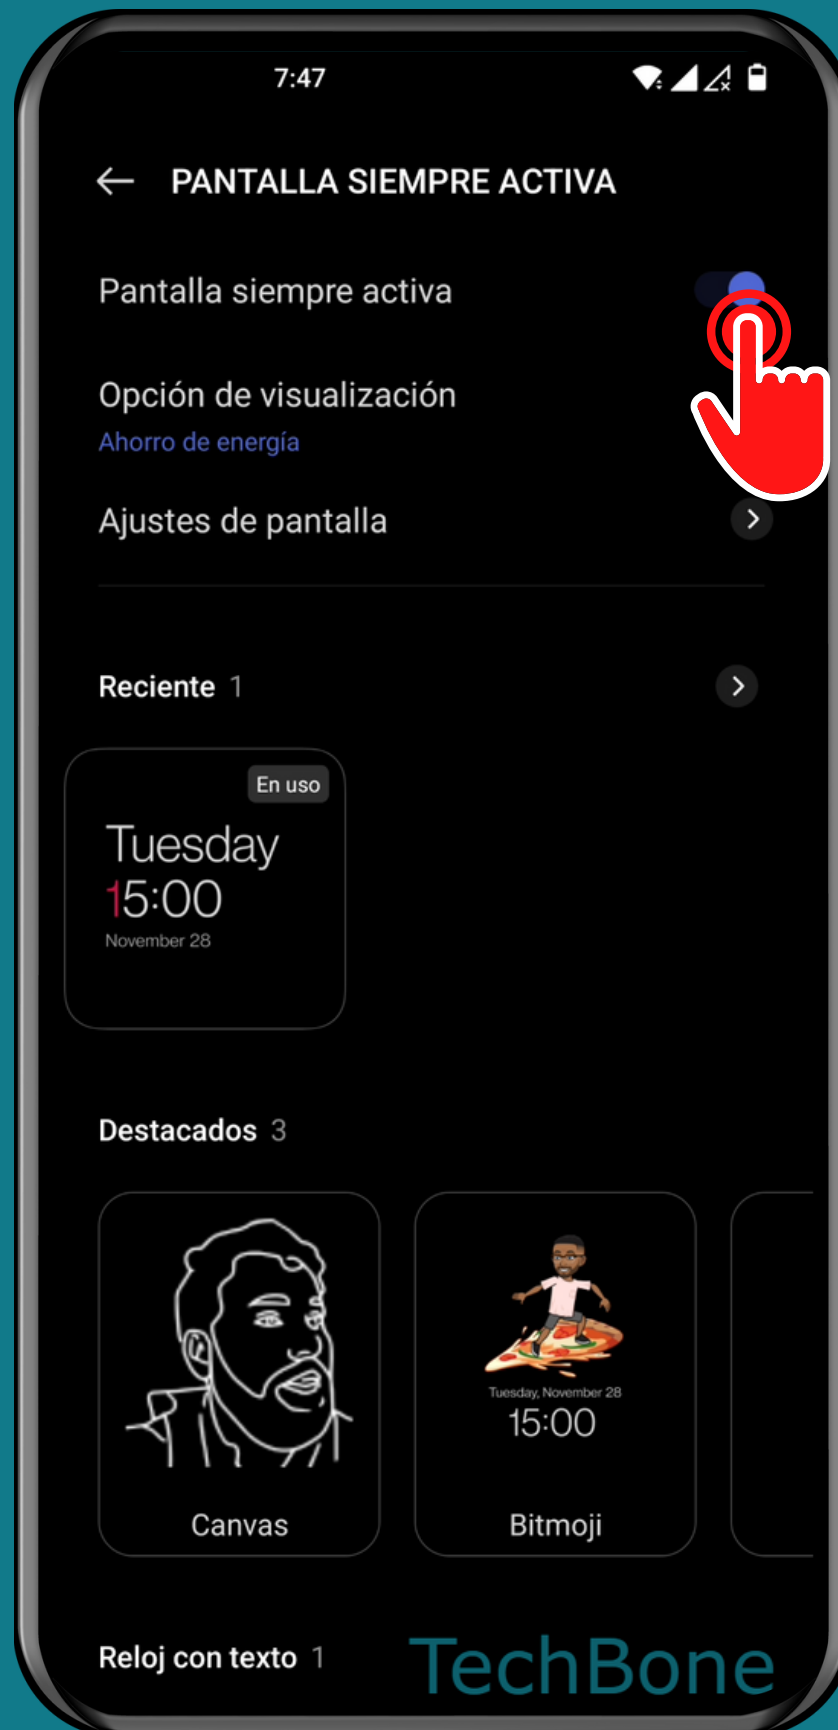 7:47
PANTALLA SIEMPRE ACTIVA
Pantalla siempre activa
Opción de visualización
Ahorro de energía
Ajustes de pantalla
Reciente 1
En uso
Tuesday
15:00
November 28
Destacados 3
Tuesday, November 28
15:00
Canvas
Bitmoji
Reloj con texto 1
TechBone